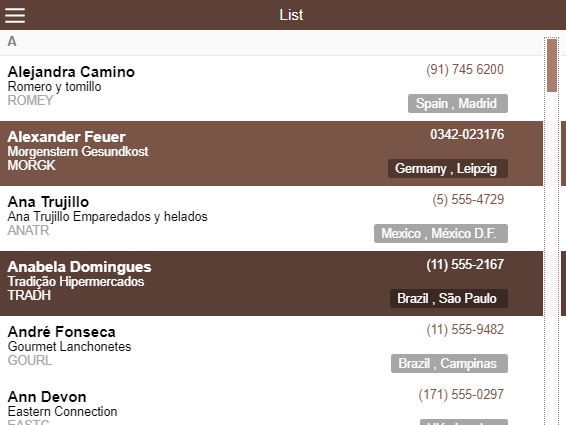 List
A
Alejandra Camino
(91) 745 6200
Romero y tomillo
ROMEY
Spain , Madrid
Alexander Feuer
0342-023176
Morgenstern Gesundkost
MORGK
Germany , Leipzig
Ana Trujillo
(5) 555-4729
Ana Trujillo Emparedados y helados
ANATR
Mexico , México D.F.
Anabela Domingues
(11) 555-2167
Tradição Hipermercados
TRADH
Brazil , São Paulo
André Fonseca
(11) 555-9482
Gourmet Lanchonetes
GOURL
Brazil , Campinas
Ann Devon
(171) 555-0297
Eastern Connection